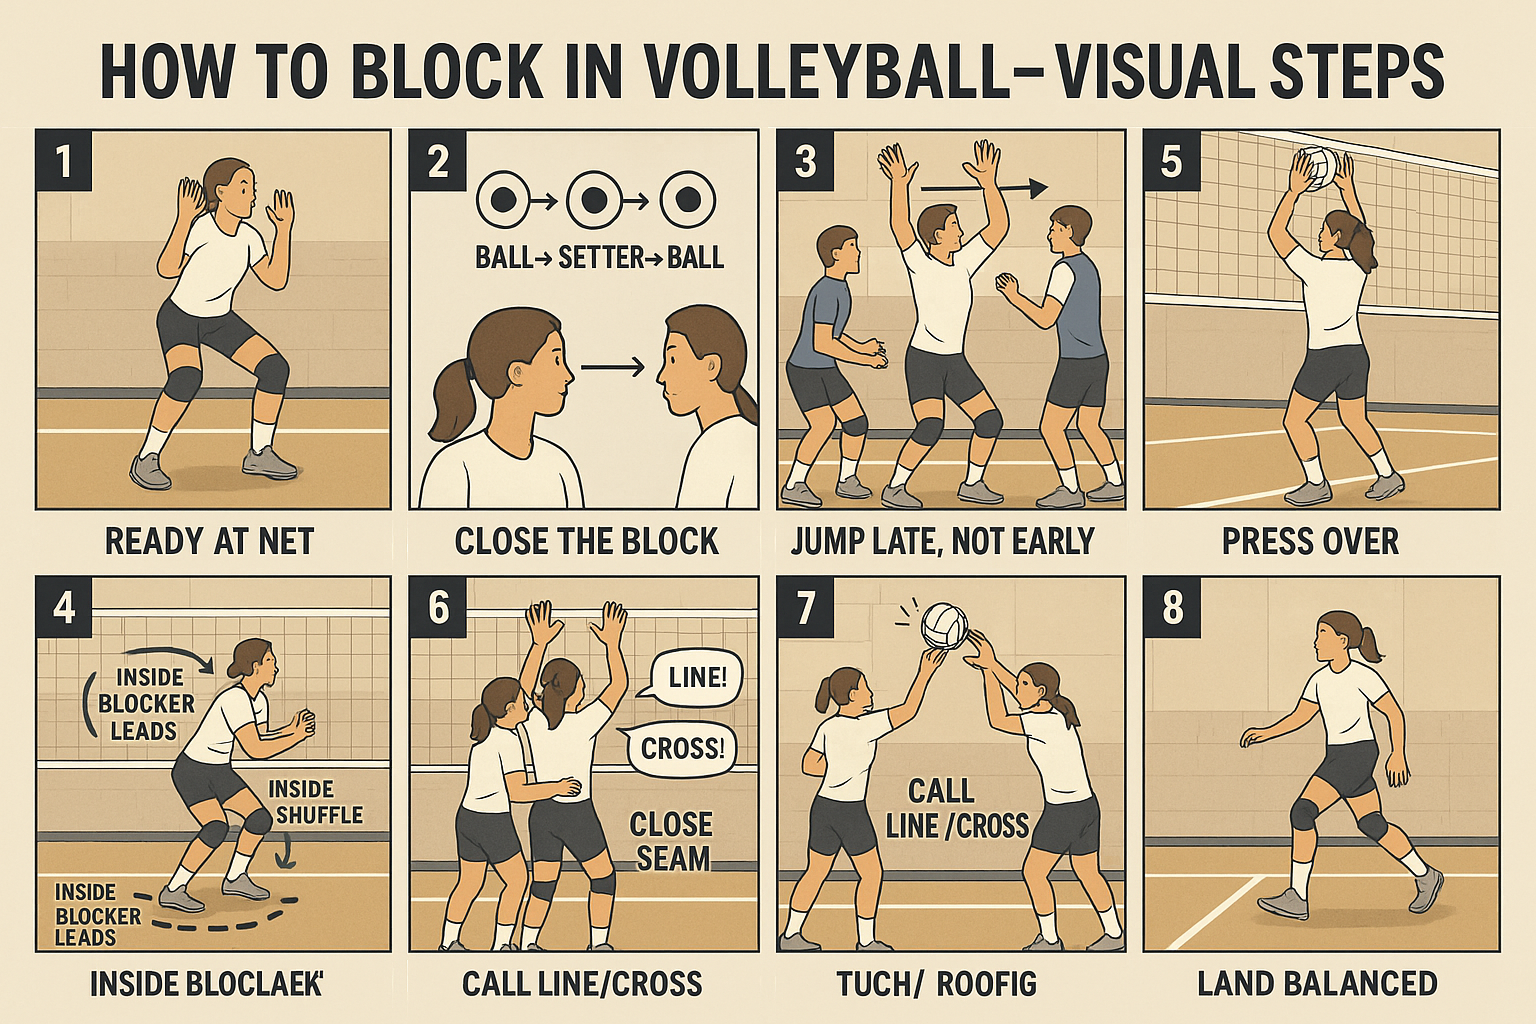 HOW TO BLOCK IN VOLLEYBALL–VISUAL STEPS
1
2
BALL→ SETTER→ BALL
3
5
READY AT NET
CLOSE THE BLOCK
JUMP LATE, NOT EARLY
PRESS OVER
4
INSIDE
BLOCKER
LEADS
INSIDE
SHUFFLE
INSIDE
BLOCKER
LEADS
6
LINE!
CROSS!
CLOSE
SEAM
7
CALL
LINE /CROSS
8
INSIDE BLOCLAEK'
CALL LINE/CROSS
TUCH/ ROOFIG
LAND BALANCED